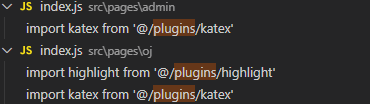 JS index.js src\pages\admin
import katex from '@/plugins/katex'
JS index.js src\pages\oj
import highlight from '@/plugins/highlight'
import katex from '@/plugins/katex'